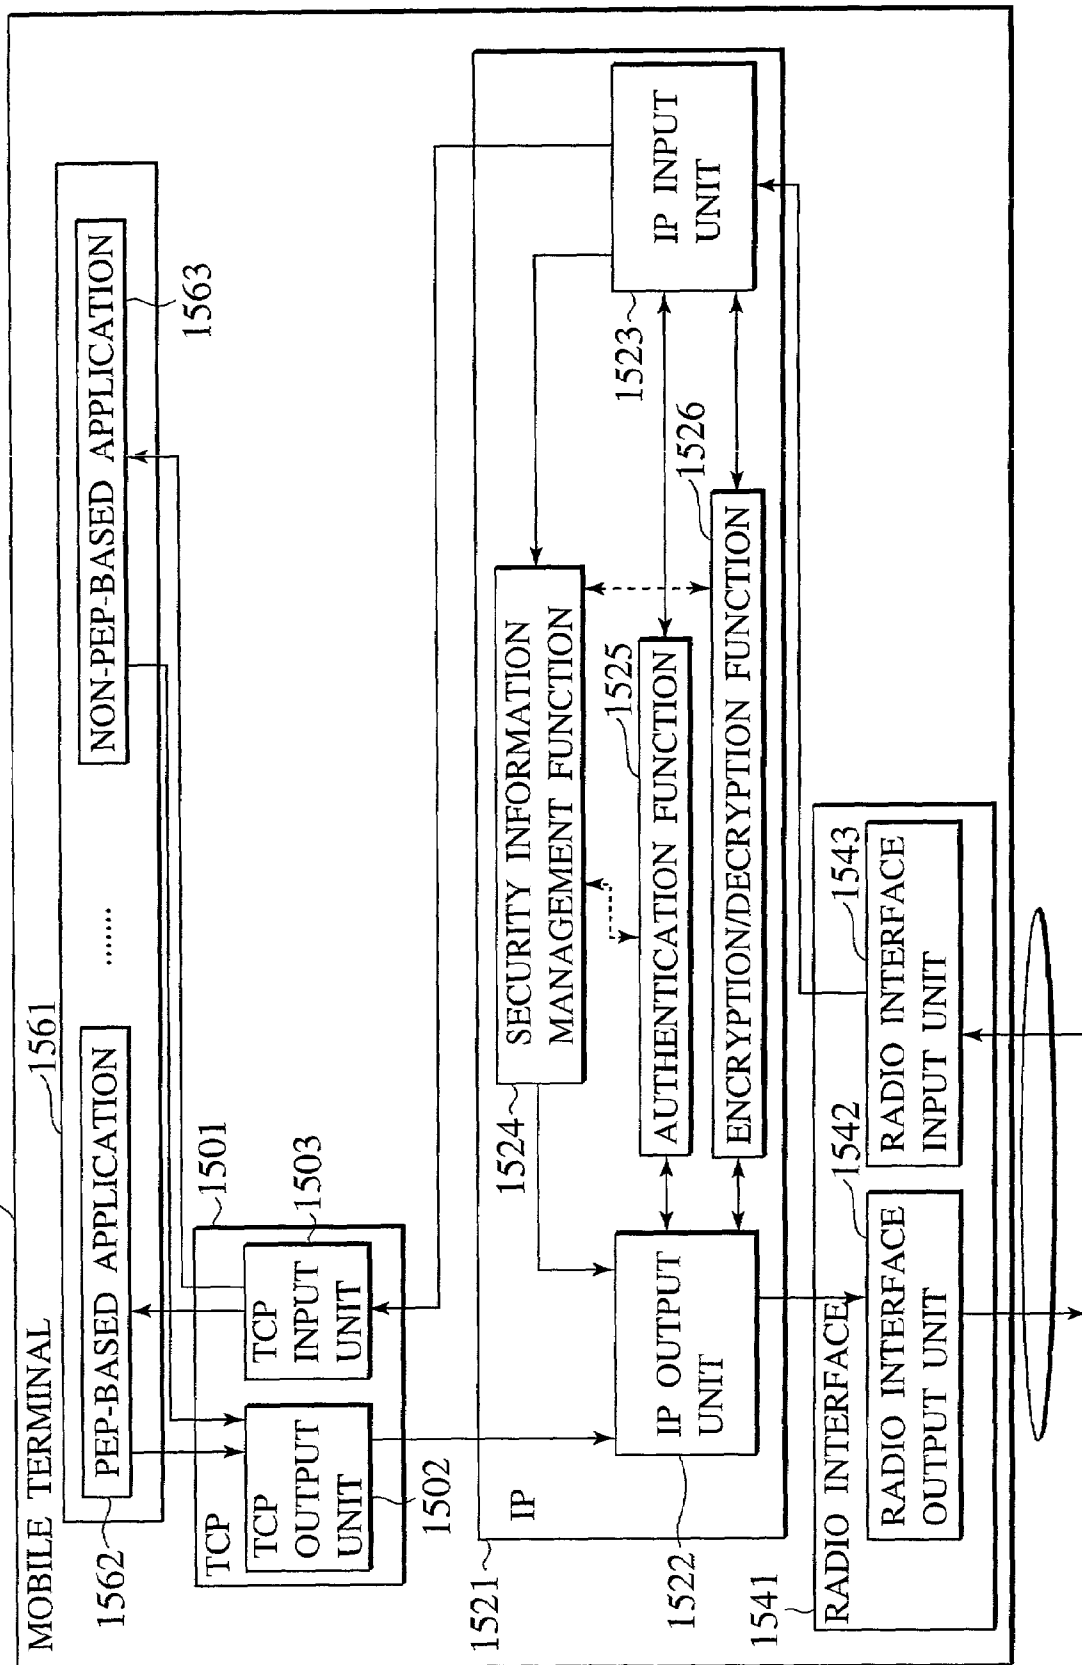 MOBILE TERMINAL
1561
PEP-BASED APPLICATION
1562
.......
NON-PEP-BASED APPLICATION
1563
1501
TCP
TCP
OUTPUT
UNIT
1502
TCP
INPUT
UNIT
1503
1521
IP
IP OUTPUT
UNIT
1522
SECURITY INFORMATION
MANAGEMENT FUNCTION
1524
AUTHENTICATION FUNCTION
1525
ENCRYPTION/DECRYPTION FUNCTION
1526
IP INPUT
UNIT
1523
1541
RADIO INTERFACE
RADIO INTERFACE
OUTPUT UNIT
1542
RADIO INTERFACE
INPUT UNIT
1543